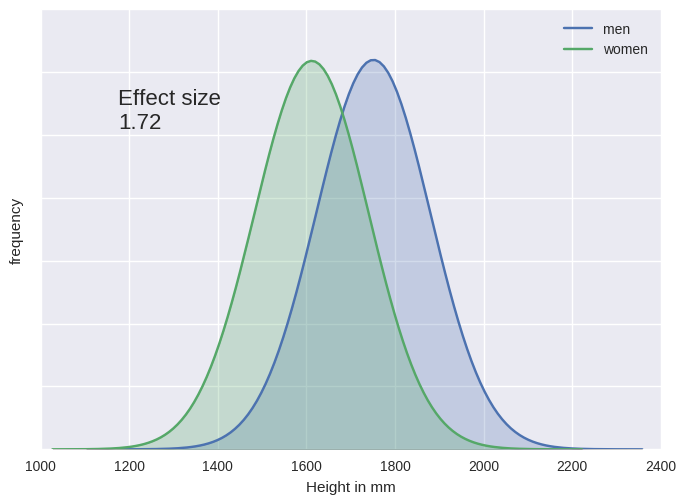 men
women
Effect size
1.72
frequency
1000 1200 1400 1600 1800 2000 2200 2400
Height in mm